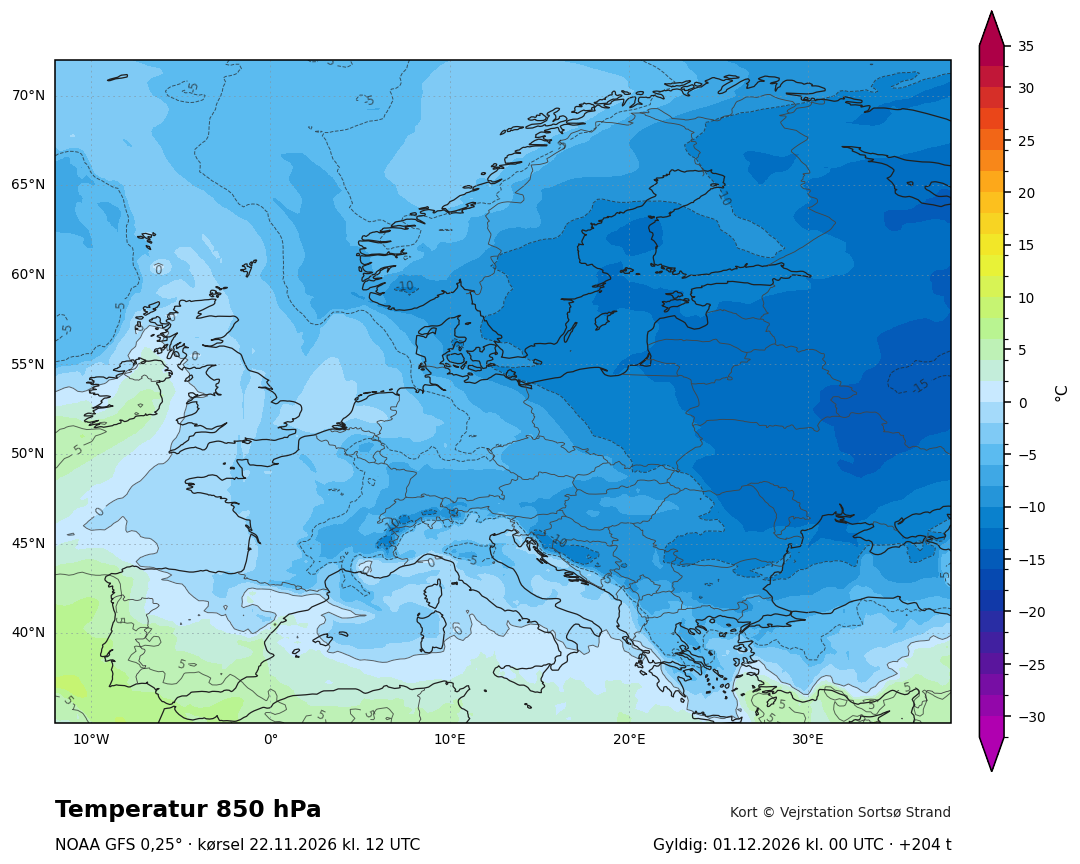 70°N
65°N
60°N
55°N
50°N
45°N
40°N
10°W
0°
10°E
20°E
30°E
35
30
25
20
15
10
5
0
−5
−10
−15
−20
−25
−30
°C
Temperatur 850 hPa
Kort © Vejrstation Sortsø Strand
NOAA GFS 0,25° · kørsel 22.11.2026 kl. 12 UTC
Gyldig: 01.12.2026 kl. 00 UTC · +204 t